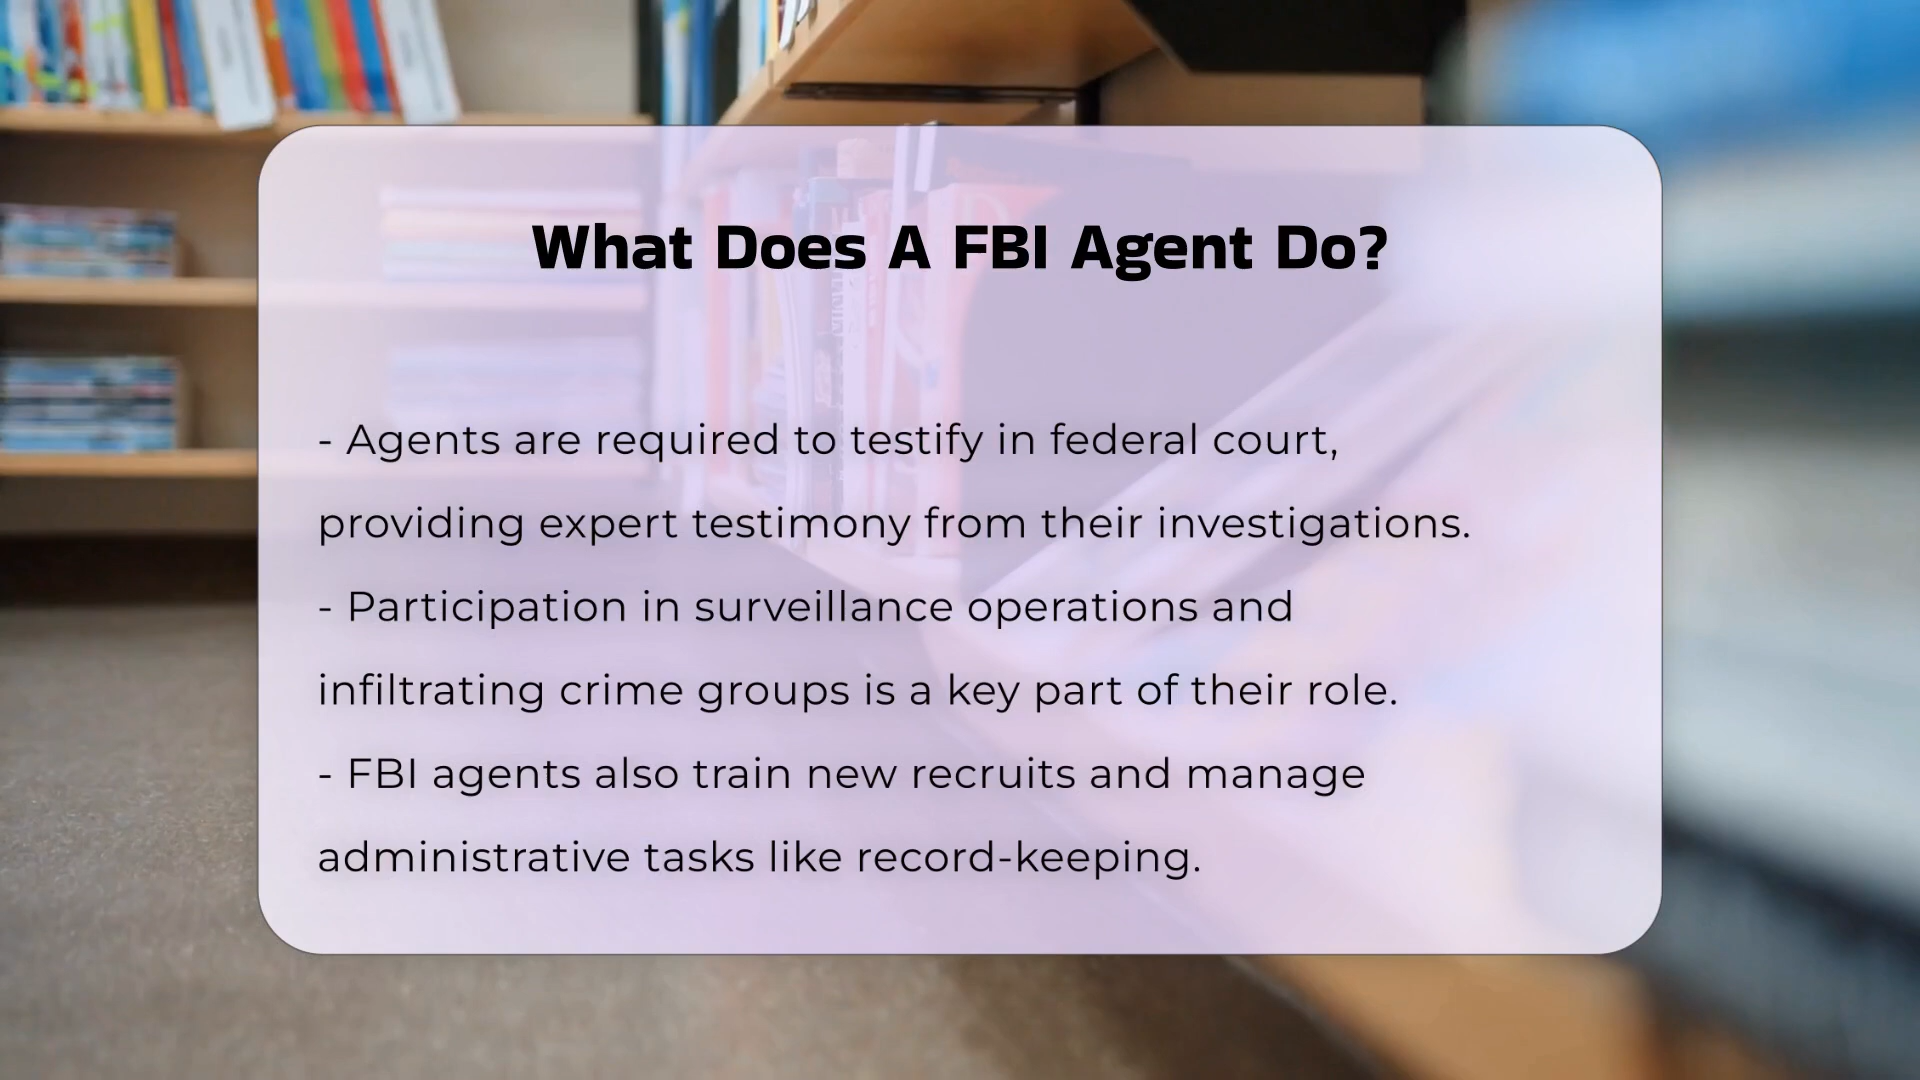 What Does A FBI Agent Do?
- Agents are required to testify in federal court,
providing expert testimony from their investigations.
- Participation in surveillance operations and
infiltrating crime groups is a key part of their role.
- FBI agents also train new recruits and manage
administrative tasks like record-keeping.